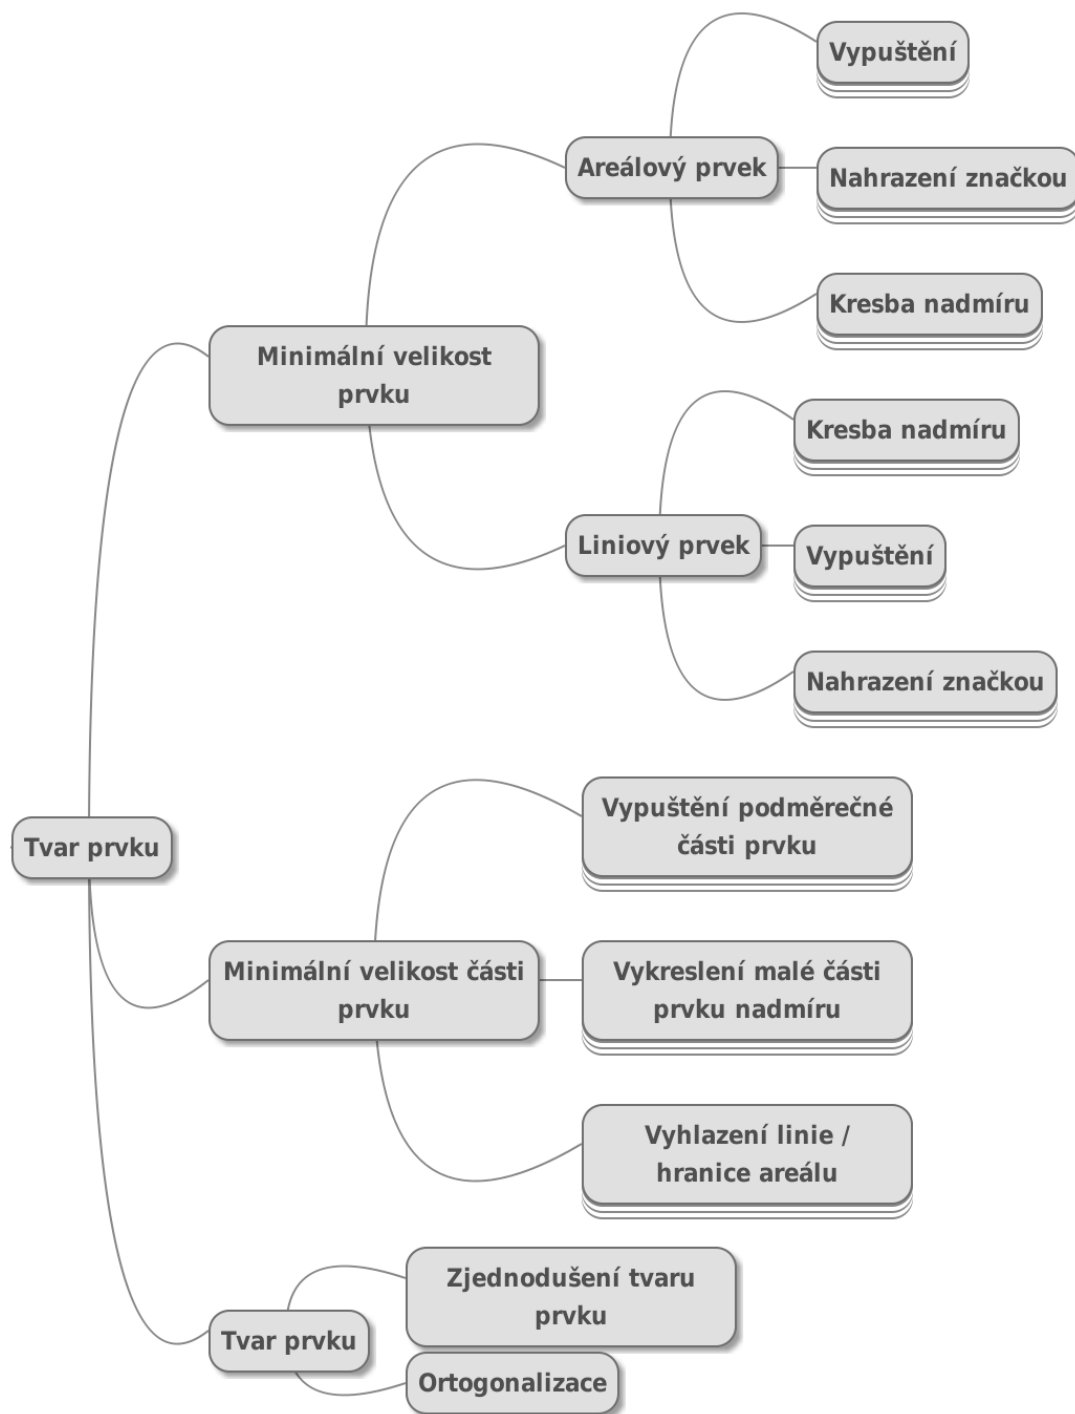 Vypuštění
Areálový prvek
Nahrazení značkou
Kresba nadmíru
Minimální velikost
prvku
Kresba nadmíru
Liniový prvek
Vypuštění
Nahrazení značkou
Tvar prvku
Vypuštění podměrečné
části prvku
Minimální velikost části
prvku
Vykreslení malé části
prvku nadmíru
Vyhlazení linie /
hranice areálu
Zjednodušení tvaru
prvku
Tvar prvku
Ortogonalizace